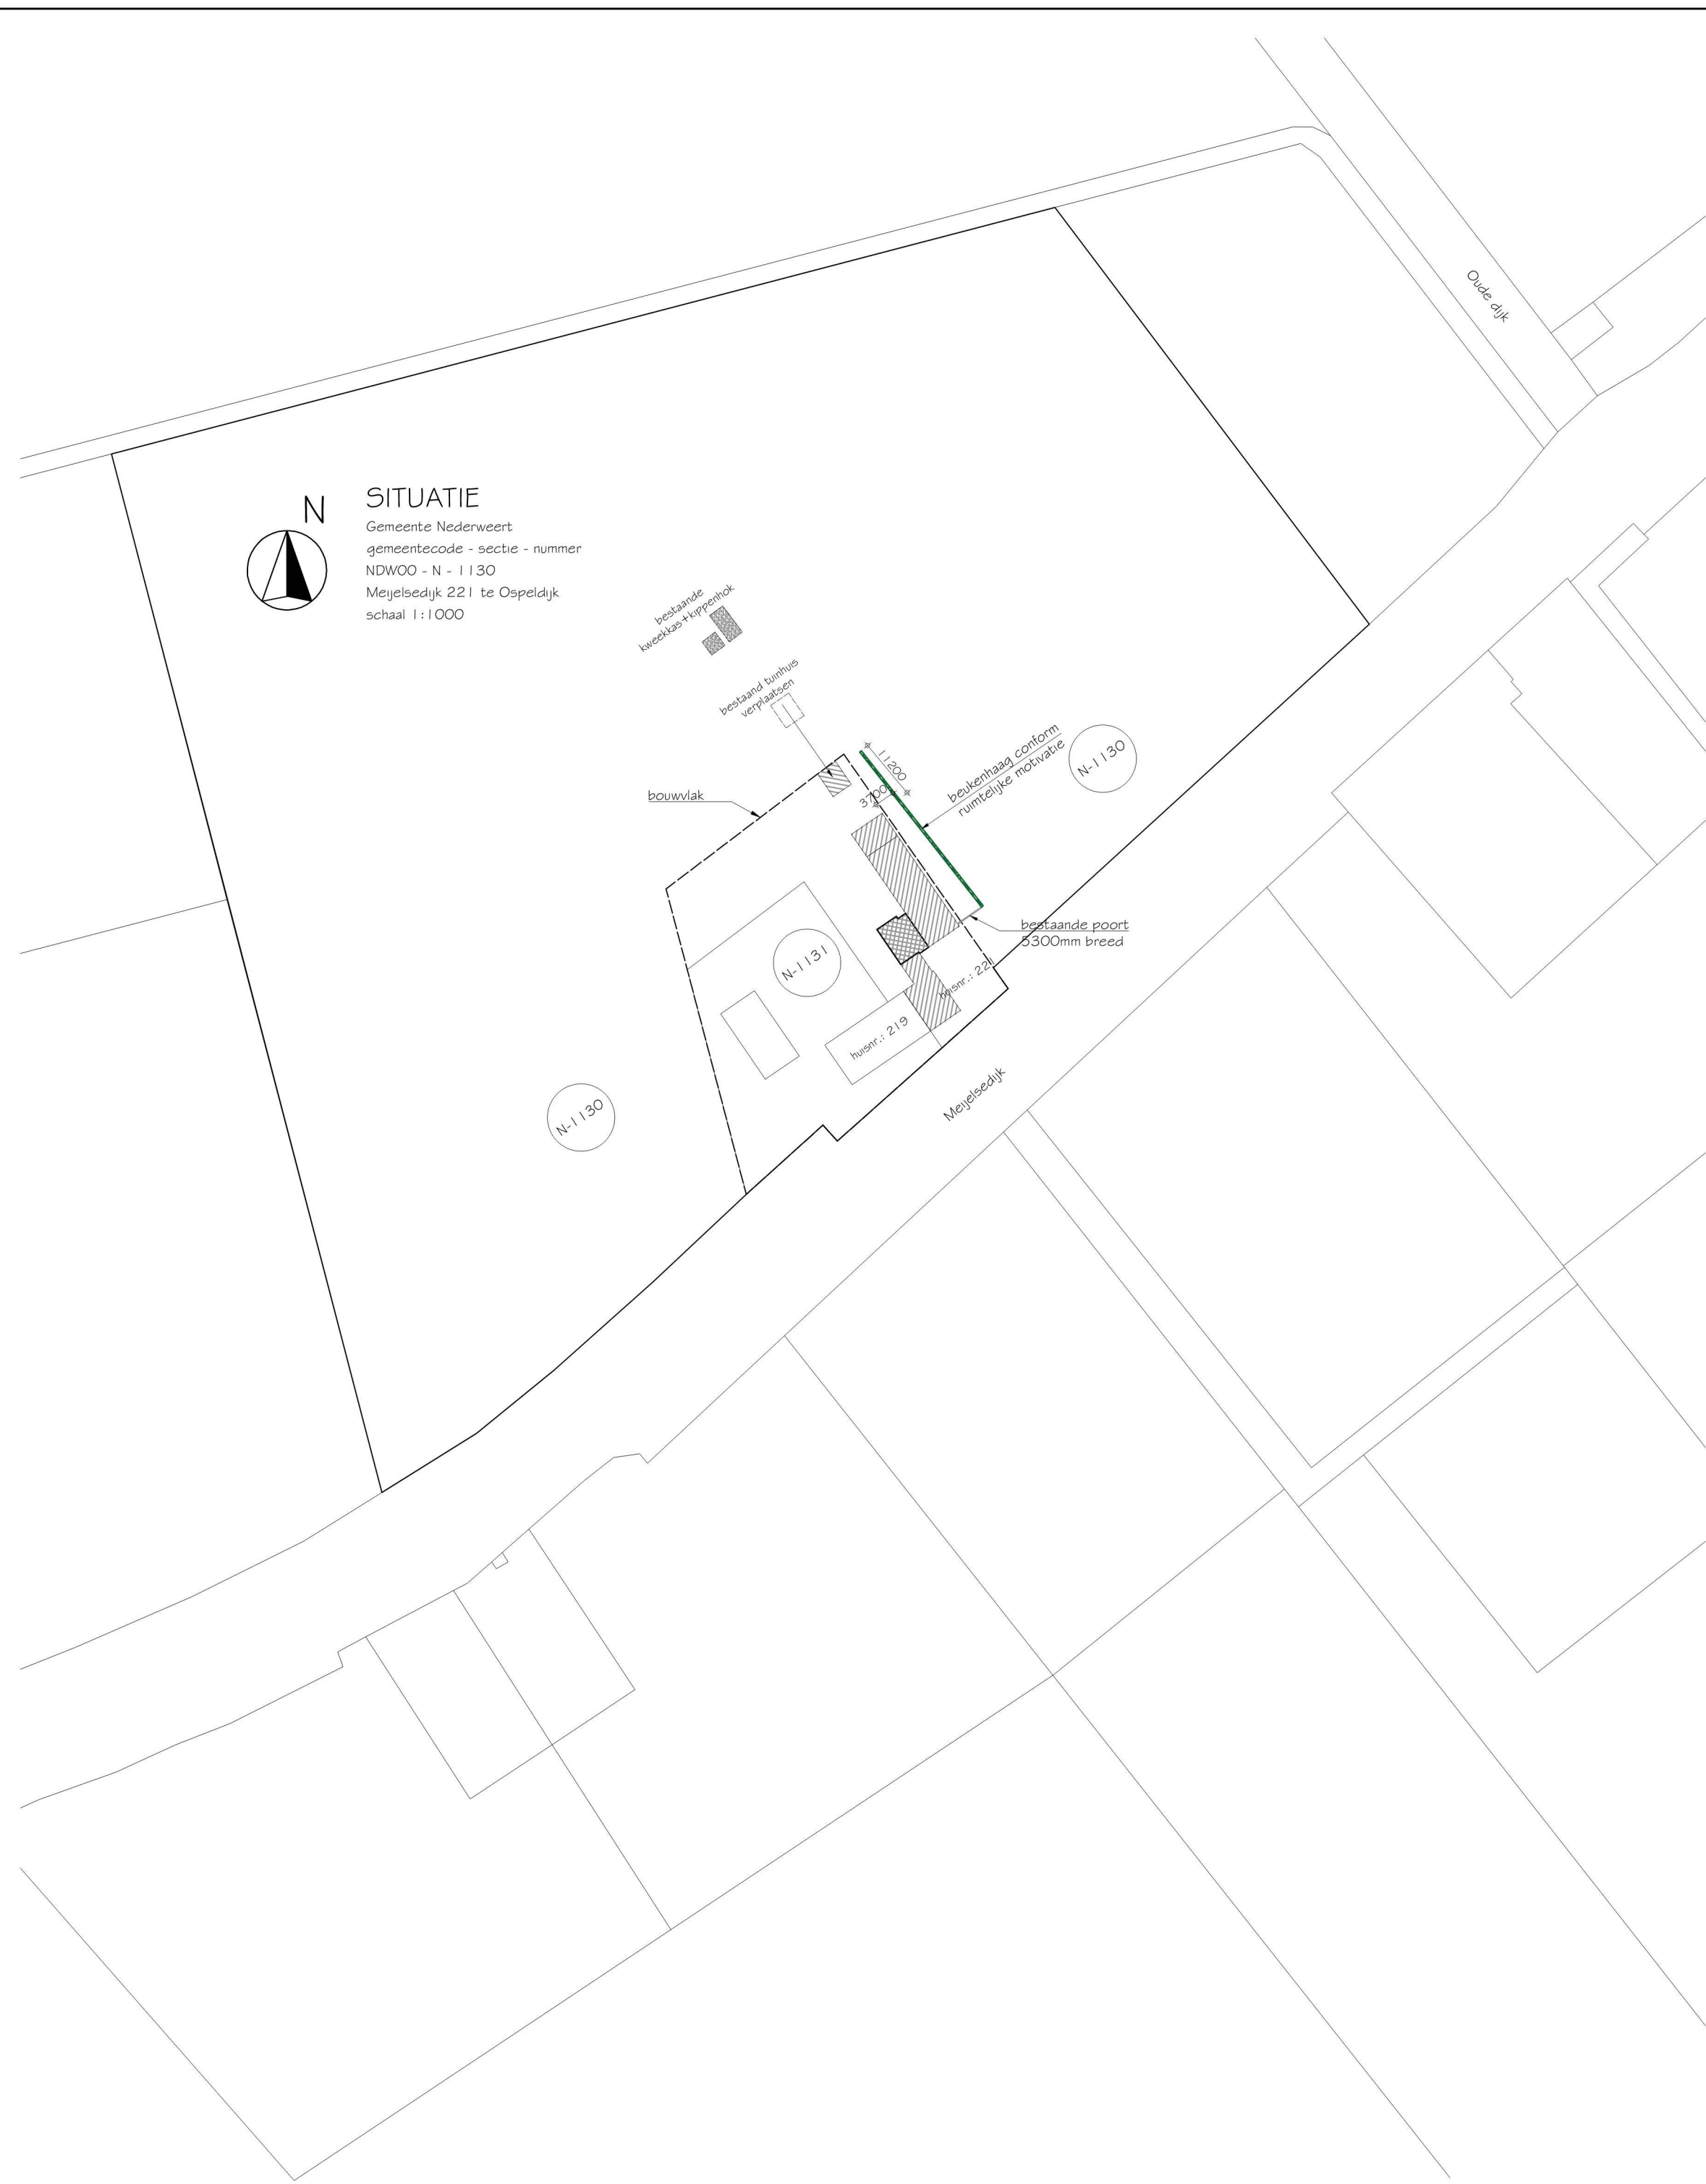 Oude dijk
N
SITUATIE
Gemeente Nederweert
gemeentecode - sectie - nummer
NDW00 - N - 1130
Meijelsedijk 221 te Ospeldijk
schaal 1:1000
bestaande
kweekkas+kippenhok
bestaand tuinhuis
verplaatsen
11200
3700
beukenhaag conform
ruimtelijke motivatie
N-1130
bouwvlak
bestaande poort
5300mm breed
N-1131
huisnr.: 221
huisnr.: 219
Meijelsedijk
N-1130